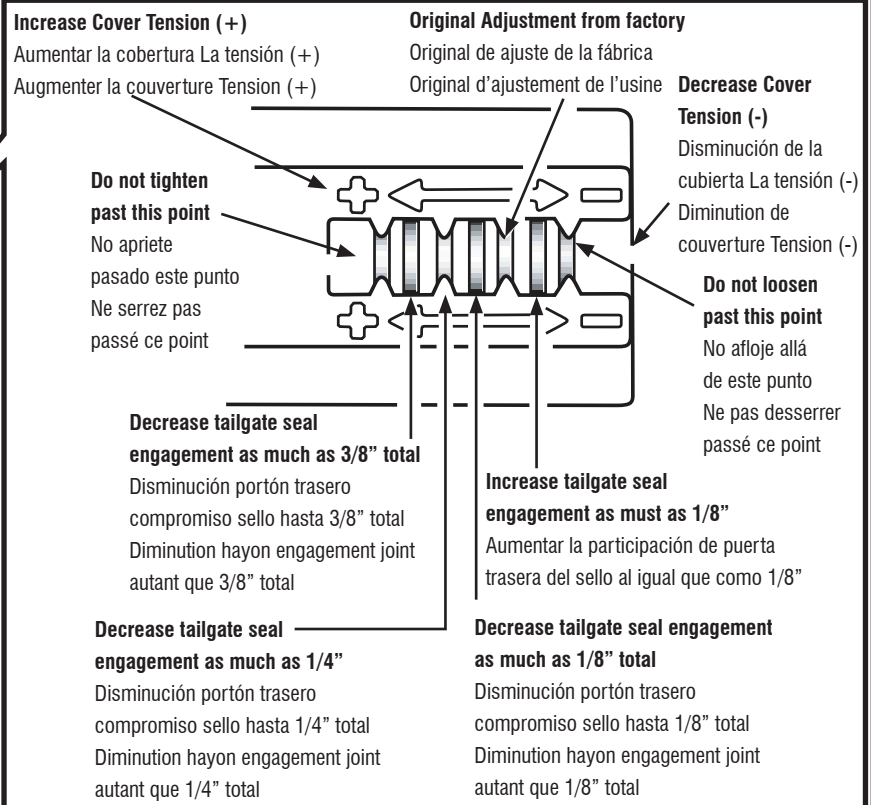 Increase Cover Tension (+)
Aumentar la cobertura La tensión (+)
Augmenter la couverture Tension (+)
Original Adjustment from factory
Original de ajuste de la fábrica
Original d’ajustement de l’usine
Decrease Cover
Tension (-)
Disminución de la
cubierta La tensión (-)
Diminution de
couverture Tension (-)
Do not tighten
past this point
No apriete
pasado este punto
Ne serrez pas
passé ce point
Do not loosen
past this point
No afloje allá
de este punto
Ne pas desserrer
passé ce point
Decrease tailgate seal
engagement as much as 3/8” total
Disminución portón trasero
compromiso sello hasta 3/8” total
Diminution hayon engagement joint
autant que 3/8” total
Increase tailgate seal
engagement as must as 1/8”
Aumentar la participación de puerta
trasera del sello al igual que como 1/8”
Decrease tailgate seal
engagement as much as 1/4”
Disminución portón trasero
compromiso sello hasta 1/4” total
Diminution hayon engagement joint
autant que 1/4” total
Decrease tailgate seal engagement
as much as 1/8” total
Disminución portón trasero
compromiso sello hasta 1/8” total
Diminution hayon engagement joint
autant que 1/8” total